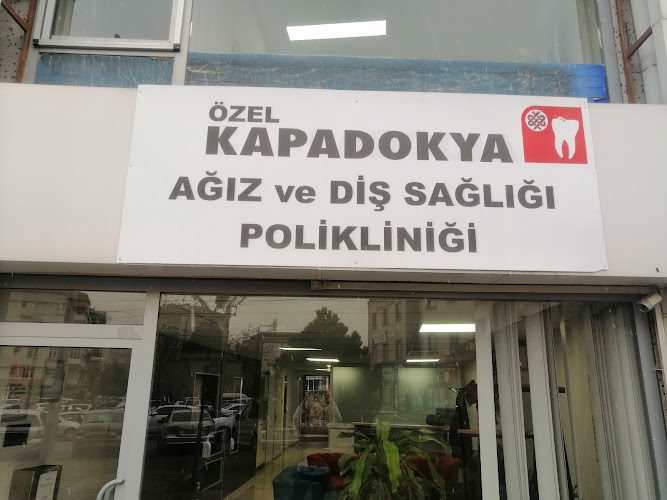 ÖZEL
KAPADOKYA
AĞIZ ve DİŞ SAĞLIĞI
POLİKLİNİĞİ